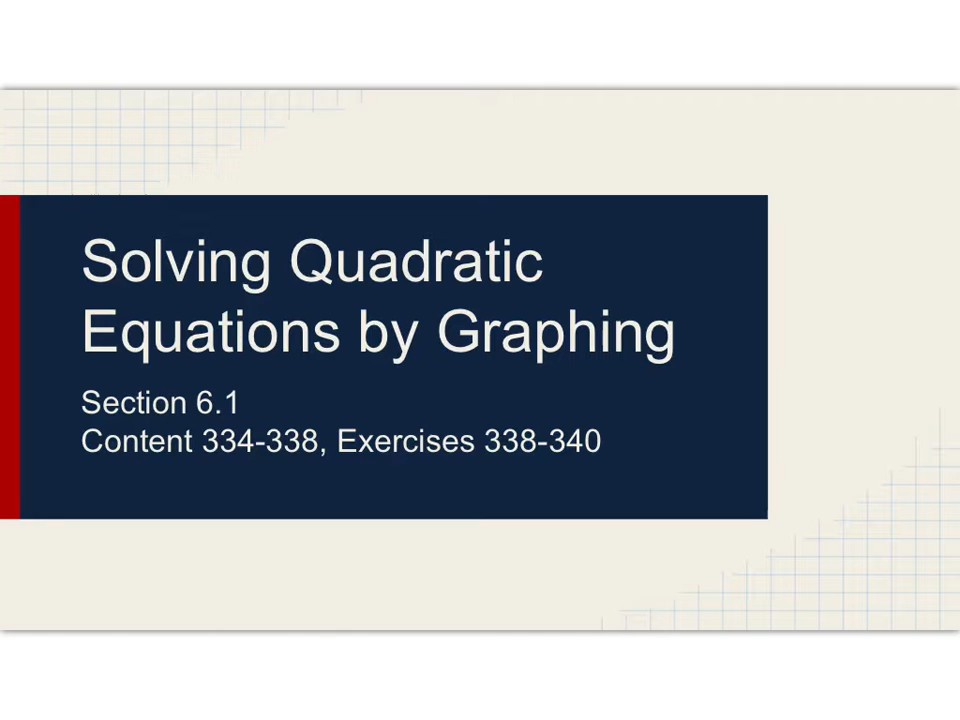 Solving Quadratic
Equations by Graphing
Section 6.1
Content 334-338, Exercises 338-340